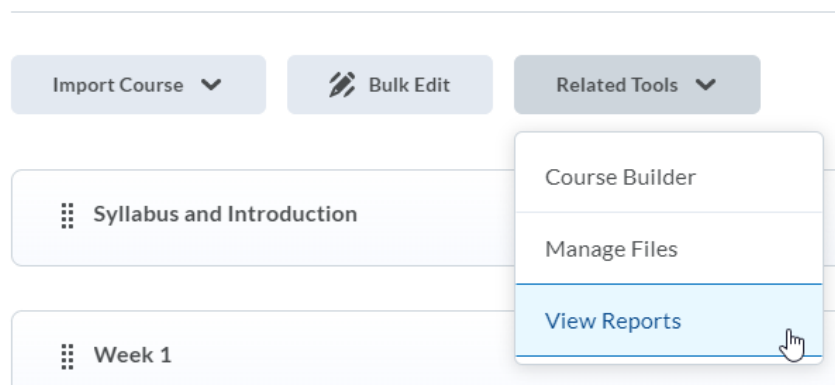 Import Course
Bulk Edit
Related Tools
Course Builder
Manage Files
View Reports
Syllabus and Introduction
Week 1